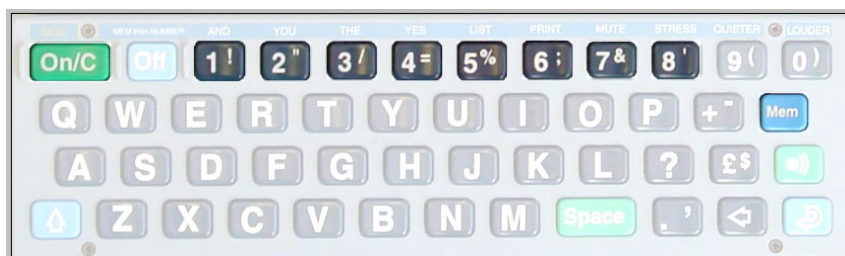 MEM MEM then NUMBER AND YOU THE YES LIST PRINT MUTE STRESS QUIETER LOUDER
On/C Off 1 ! 2 " 3 / 4 = 5 % 6 ; 7 & 8 ' 9 ( 0 )
Q W E R T Y U I O P + - Mem
A S D F G H J K L ? £ $
Z X C V B N M Space . '